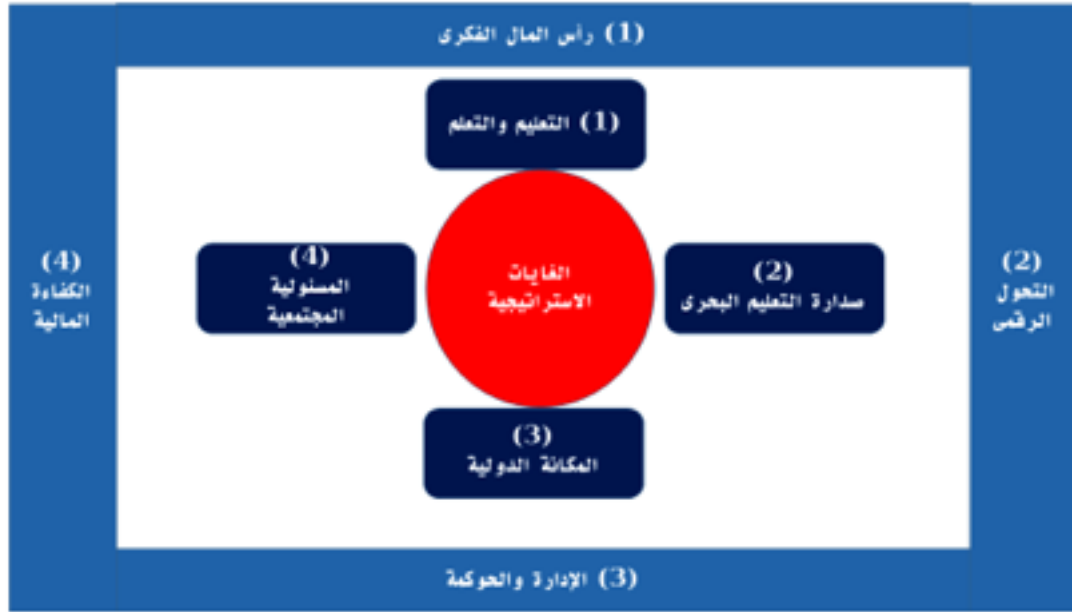 (1) رأس المال الفكرى
(1) التعليم والتعلم
(2)
التحول
الرقمى
(2)
صدارة التعليم البحرى
الغايات
الاستراتيجية
(4)
المسئولية
المجتمعية
(4)
الكفاءة
المالية
(3)
المكانة الدولية
(3) الإدارة والحوكمة